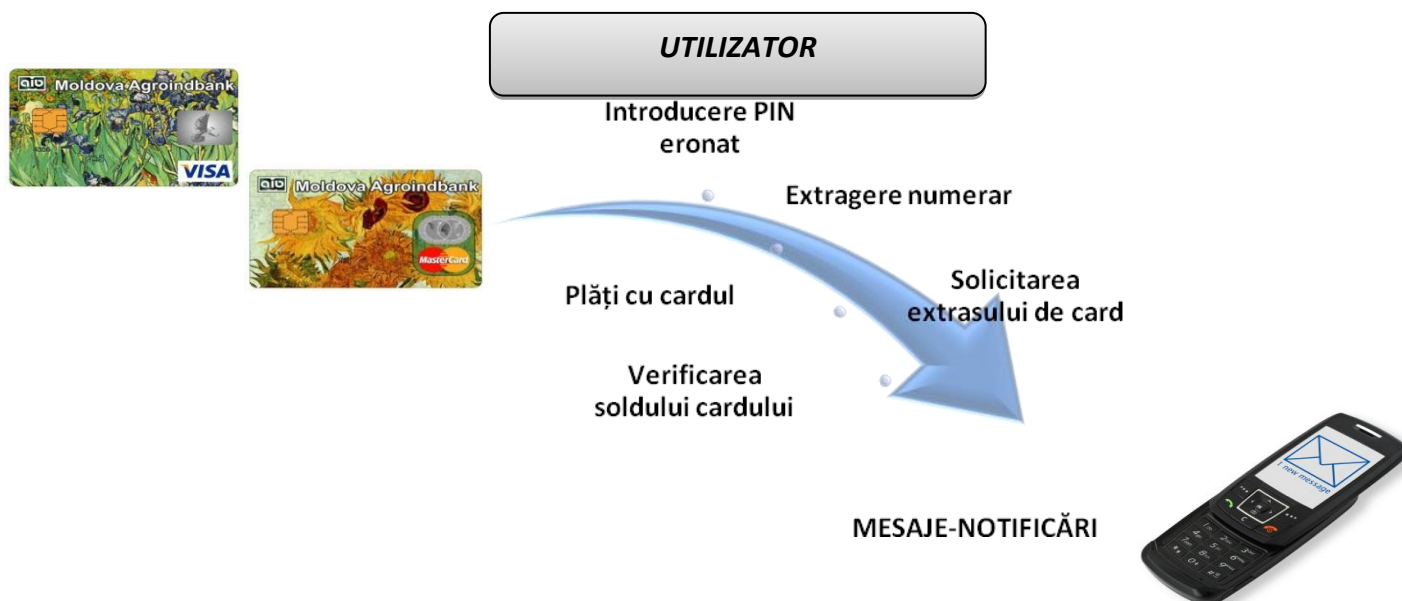 UTILIZATOR
Moldova Agroindbank
VISA
Moldova Agroindbank
MasterCard
Introducere PIN
eronat
Extragere numerar
Plăți cu cardul
Solicitarea
extrasului de card
Verificarea
soldului cardului
1 new message
MESAJE-NOTIFICĂRI